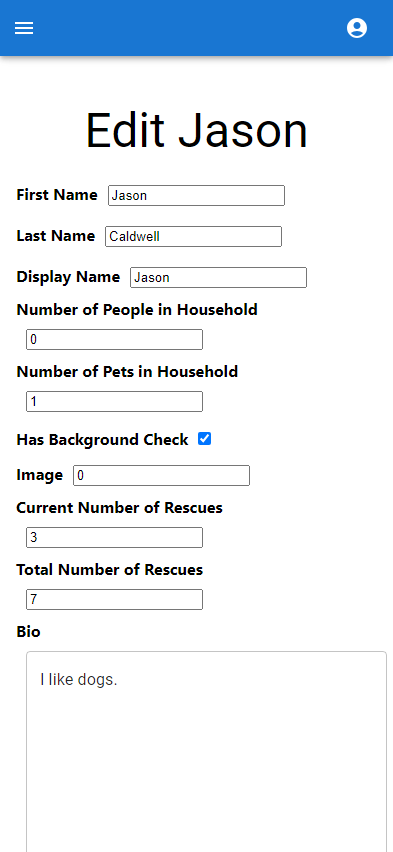 Edit Jason
First Name Jason
Last Name Caldwell
Display Name Jason
Number of People in Household
0
Number of Pets in Household
1
Has Background Check
Image 0
Current Number of Rescues
3
Total Number of Rescues
7
Bio
I like dogs.